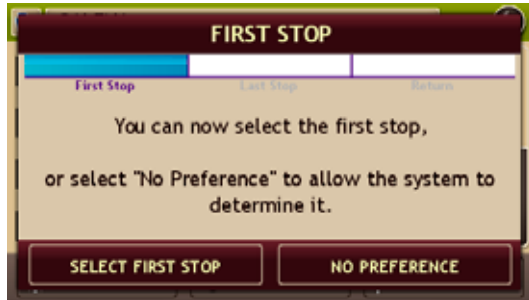 FIRST STOP
First Stop
Last Stop
Return
You can now select the first stop,
or select "No Preference" to allow the system to
determine it.
SELECT FIRST STOP
NO PREFERENCE